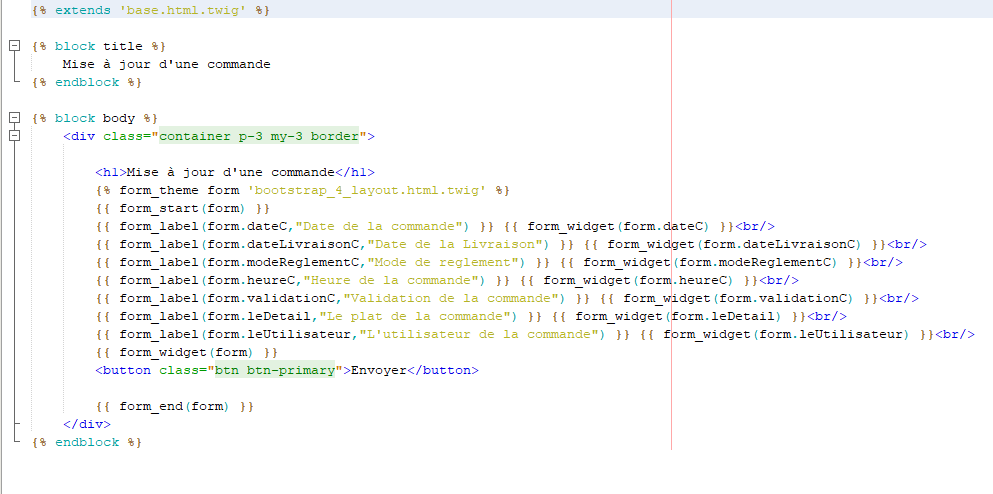 {% extends 'base.html.twig' %}
{% block title %}
Mise à jour d'une commande
{% endblock %}
{% block body %}
<div class="container p-3 my-3 border">
<h1>Mise à jour d'une commande</h1>
{% form_theme form 'bootstrap_4_layout.html.twig' %}
{{ form_start(form) }}
{{ form_label(form.dateC,"Date de la commande") }} {{ form_widget(form.dateC) }}<br/>
{{ form_label(form.dateLivraisonC,"Date de la Livraison") }} {{ form_widget(form.dateLivraisonC) }}<br/>
{{ form_label(form.modeReglementC,"Mode de reglement") }} {{ form_widget(form.modeReglementC) }}<br/>
{{ form_label(form.heureC,"Heure de la commande") }} {{ form_widget(form.heureC) }}<br/>
{{ form_label(form.validationC,"Validation de la commande") }} {{ form_widget(form.validationC) }}<br/>
{{ form_label(form.leDetail,"Le plat de la commande") }} {{ form_widget(form.leDetail) }}<br/>
{{ form_label(form.leUtilisateur,"L'utilisateur de la commande") }} {{ form_widget(form.leUtilisateur) }}<br/>
{{ form_widget(form) }}
<button class="btn btn-primary">Envoyer</button>
{{ form_end(form) }}
</div>
{% endblock %}